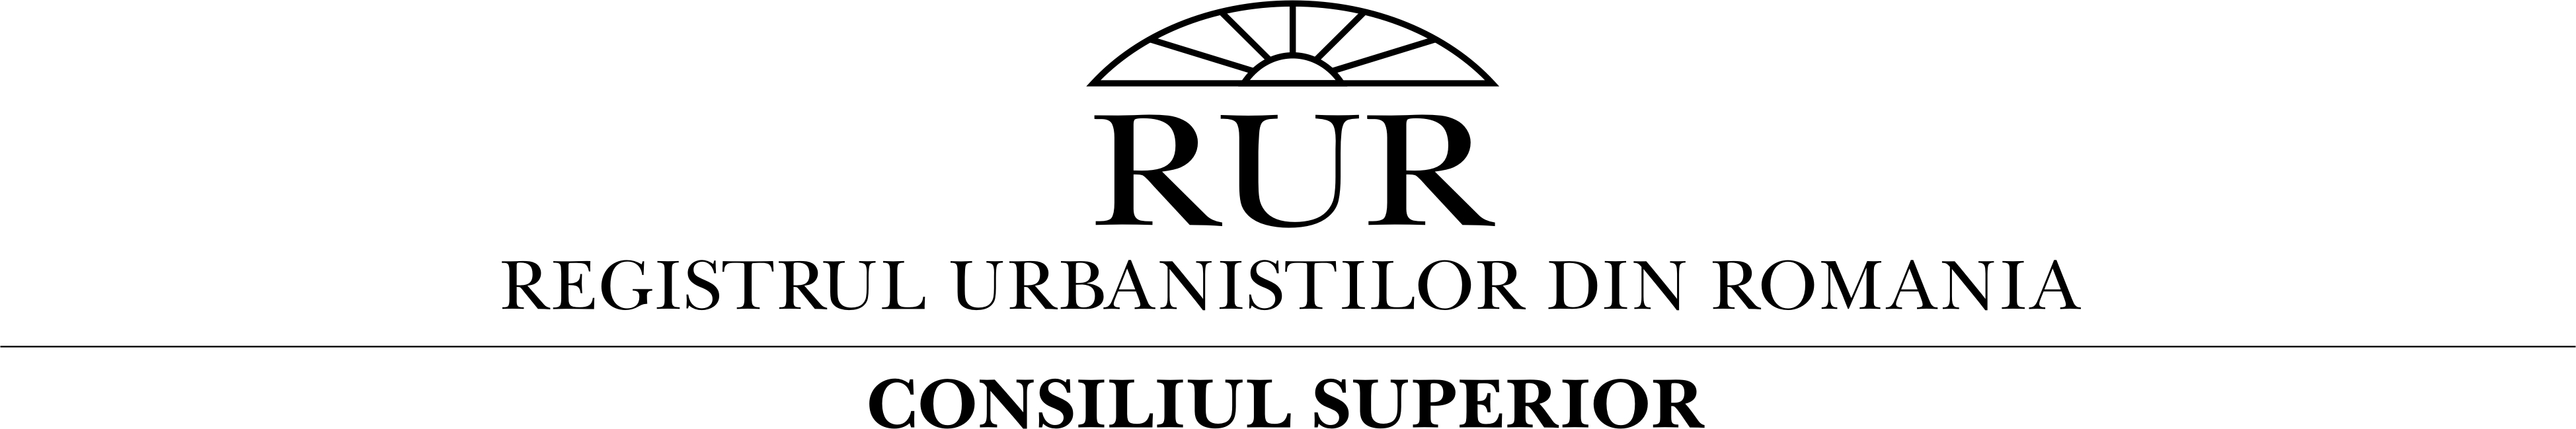 RUR
REGISTRUL URBANISTILOR DIN ROMANIA
CONSILIUL SUPERIOR